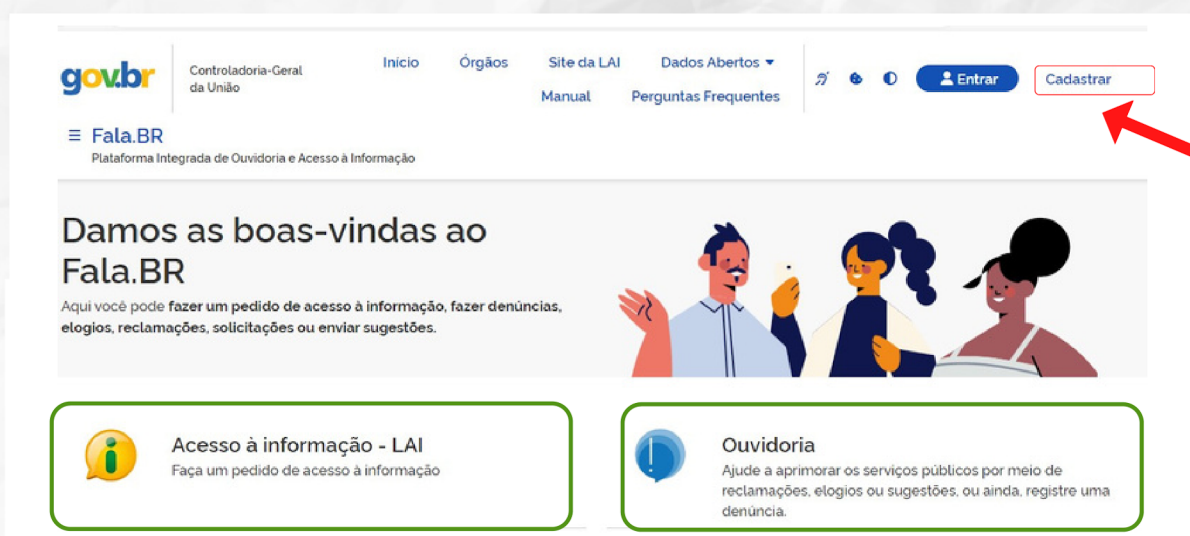 gov.br
Controladoria-Geral
da União
Início Órgãos Site da LAI Dados Abertos
Manual Perguntas Frequentes
Entrar
Cadastrar
Fala.BR
Plataforma Integrada de Ouvidoria e Acesso à Informação
Damos as boas-vindas ao
Fala.BR
Aqui você pode fazer um pedido de acesso à informação, fazer denúncias,
elogios, reclamações, solicitações ou enviar sugestões.
Acesso à informação - LAI
Faça um pedido de acesso à informação
Ouvidoria
Ajude a aprimorar os serviços públicos por meio de
reclamações, elogios ou sugestões, ou ainda, registre uma
denúncia.